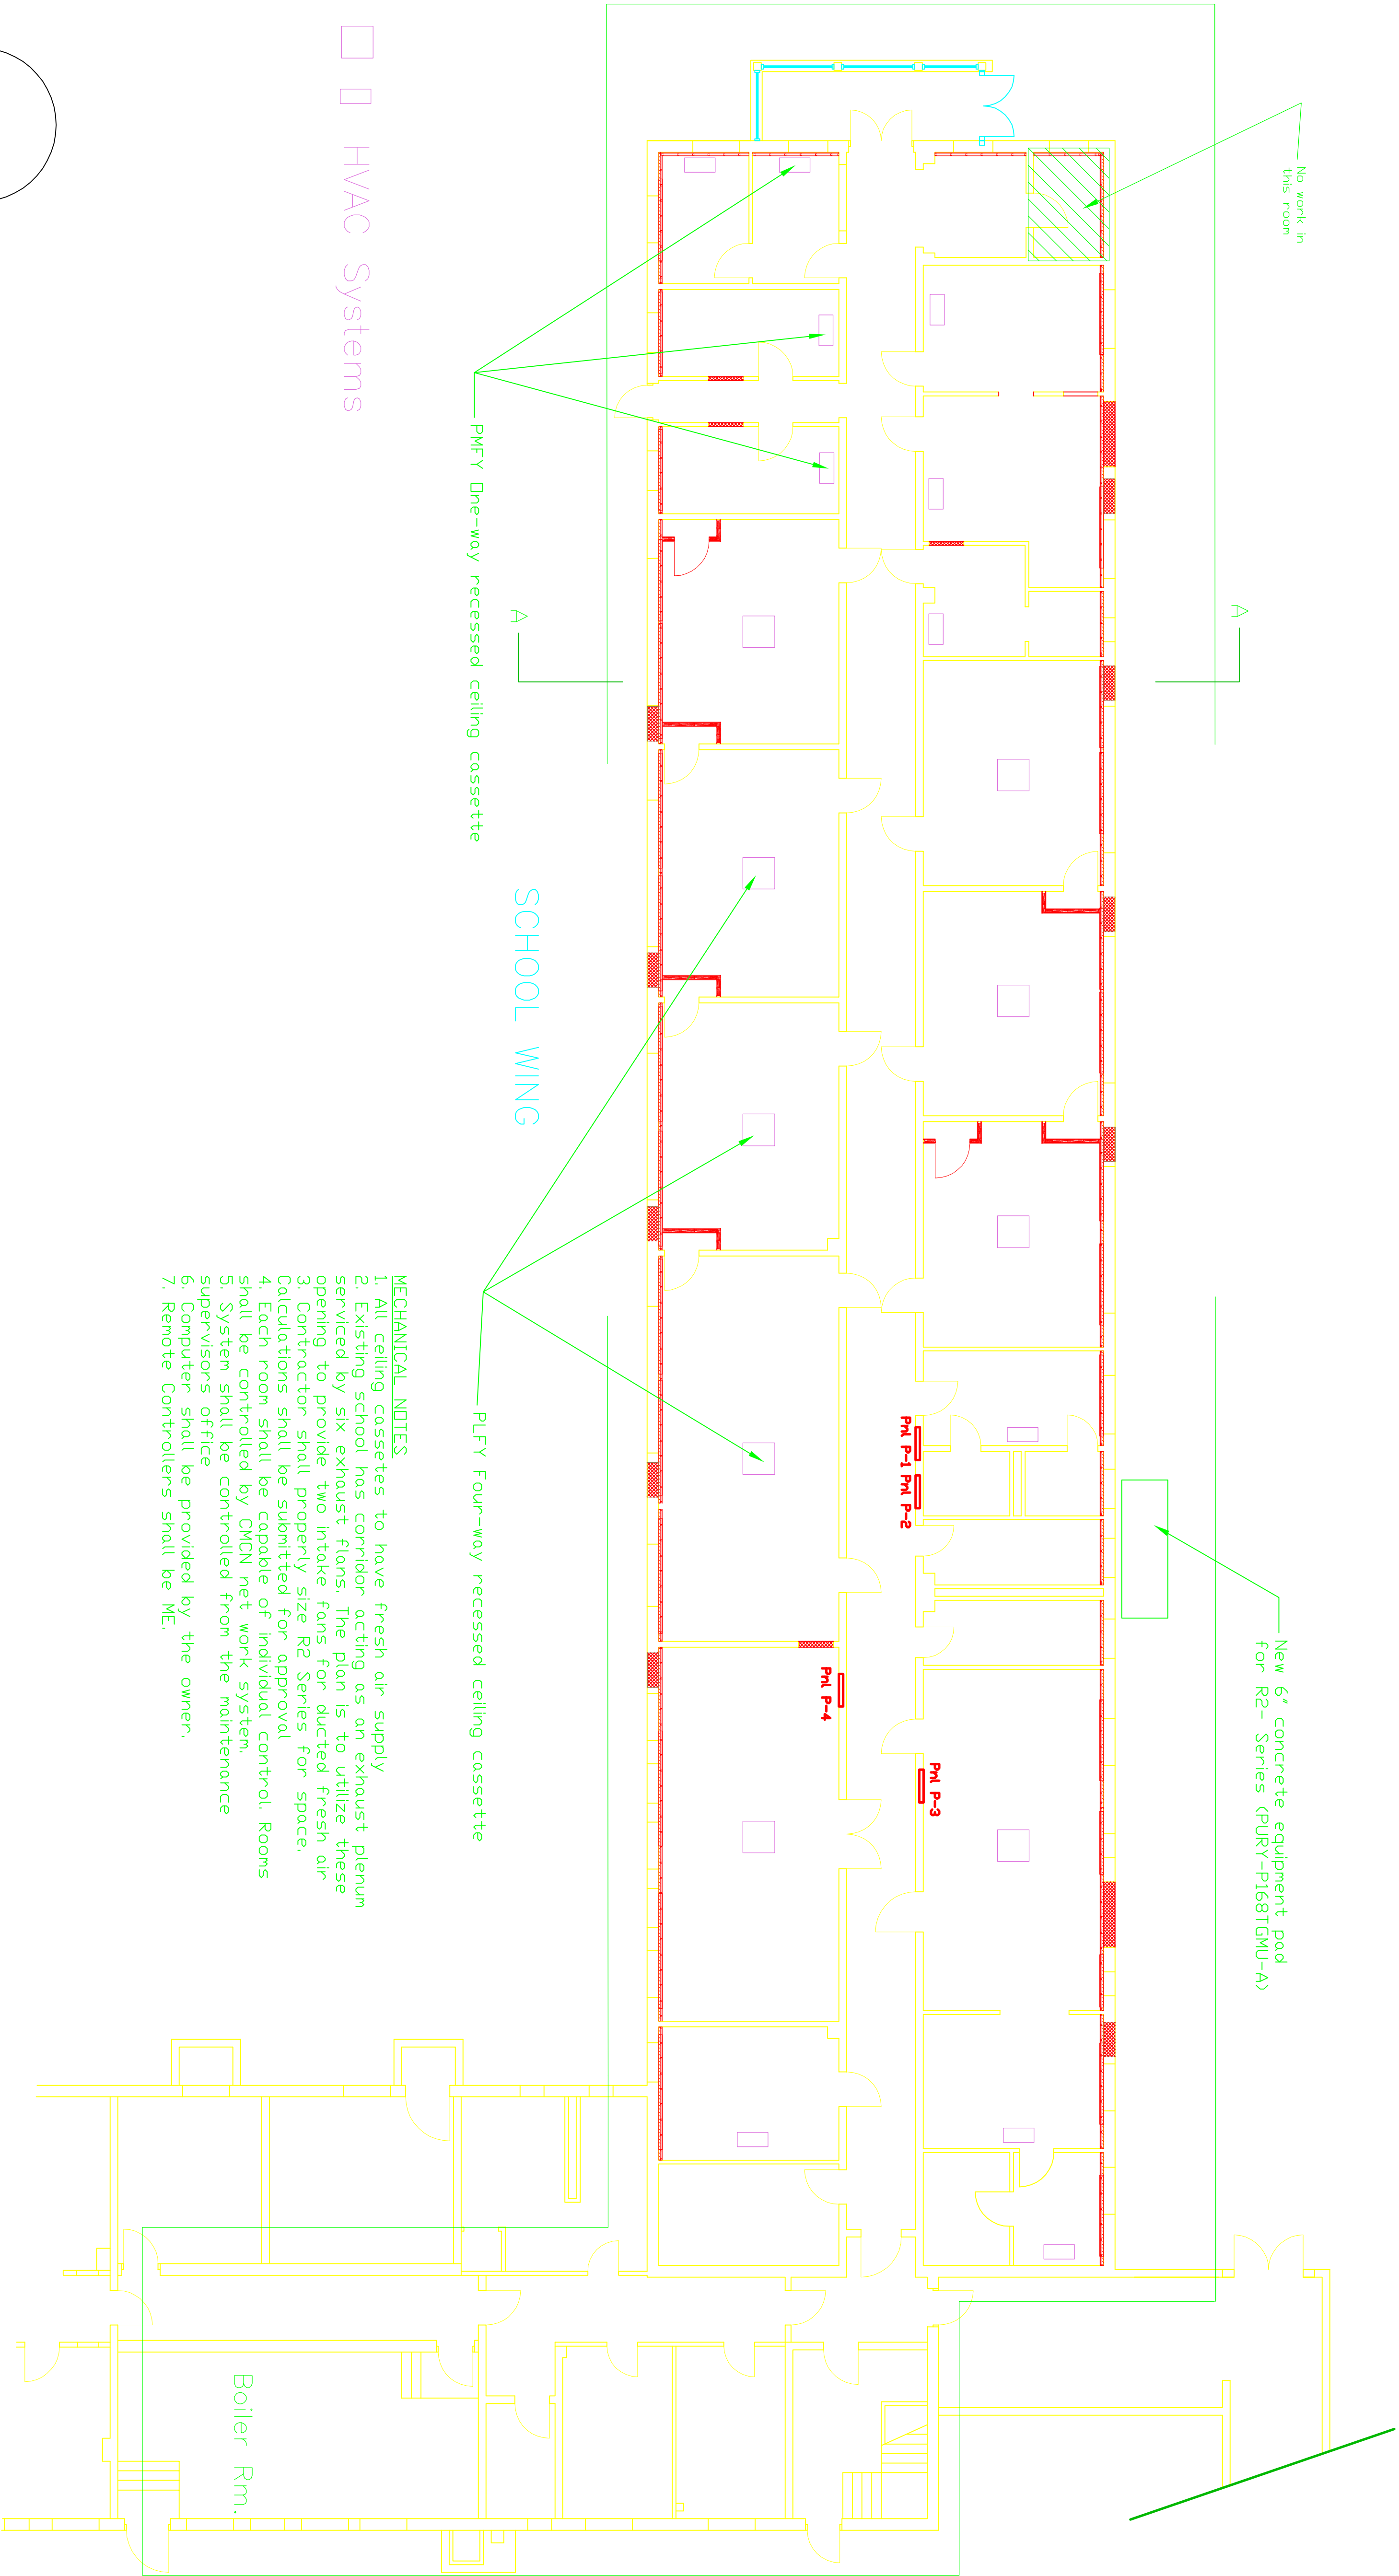 No work in
this room
A
A
New 6" concrete equipment pad
for R2- Series (PURY-P168TGMU-A)
Pnl P-1
Pnl P-2
Pnl P-3
Pnl P-4
SCHOOL WING
PMFY One-way recessed ceiling cassette
PLFY Four-way recessed ceiling cassette
HVAC Systems
MECHANICAL NOTES
1. All ceiling cassetes to have fresh air supply
2. Existing school has corridor acting as an exhaust plenum
serviced by six exhaust flans. The plan is to utilize these
opening to provide two intake fans for ducted fresh air
3. Contractor shall properly size R2 Series for space.
Calculations shall be submitted for approval
4. Each room shall be capable of individual control. Rooms
shall be controlled by CMCN net work system.
5. System shall be controlled from the maintenance
supervisors office
6. Computer shall be provided by the owner.
7. Remote Controllers shall be ME.
Boiler Rm.